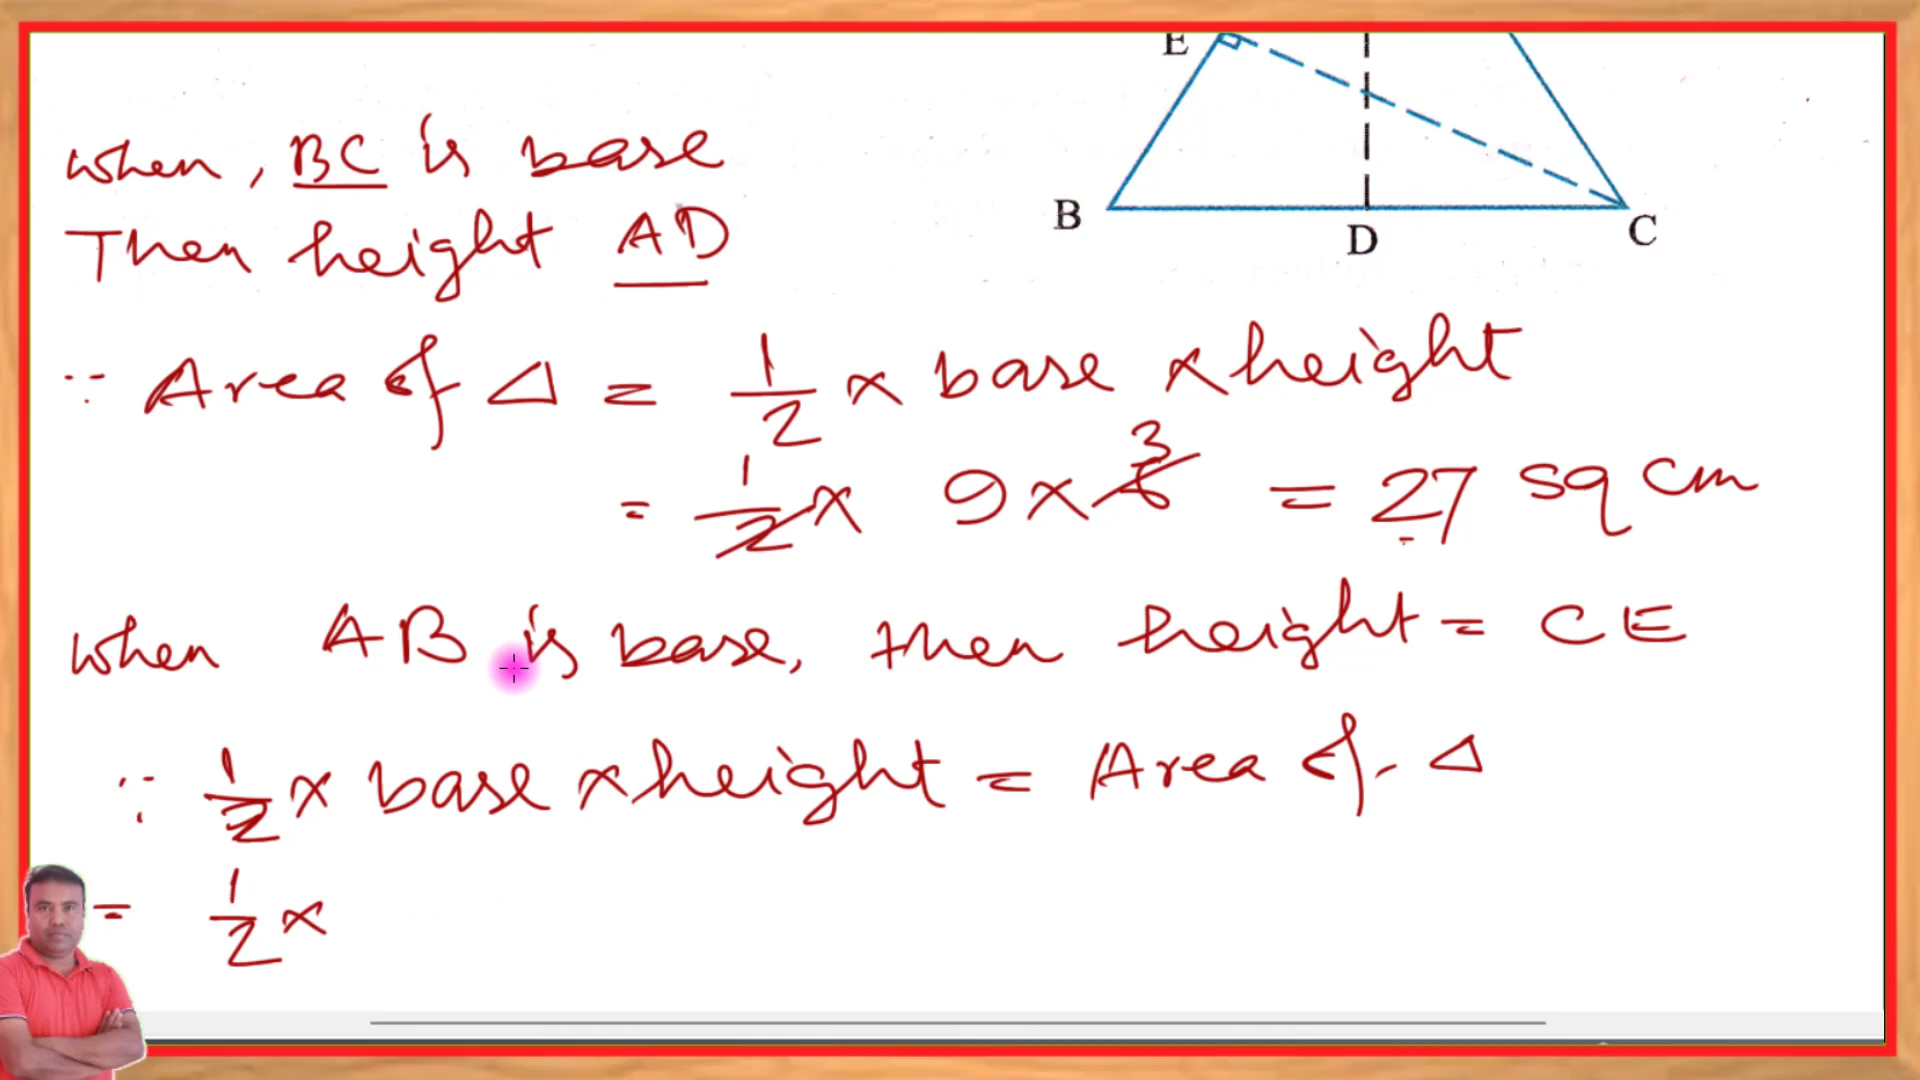 E
when, BC is base
B
C
Then height AD
D
∵ Area of Δ = 1/2 x base x height
= 1/2 x 9 x 6 3 = 27 sq cm
when AB is base, then height = CE
∵ 1/2 x base x height = Area of Δ
= 1/2 x